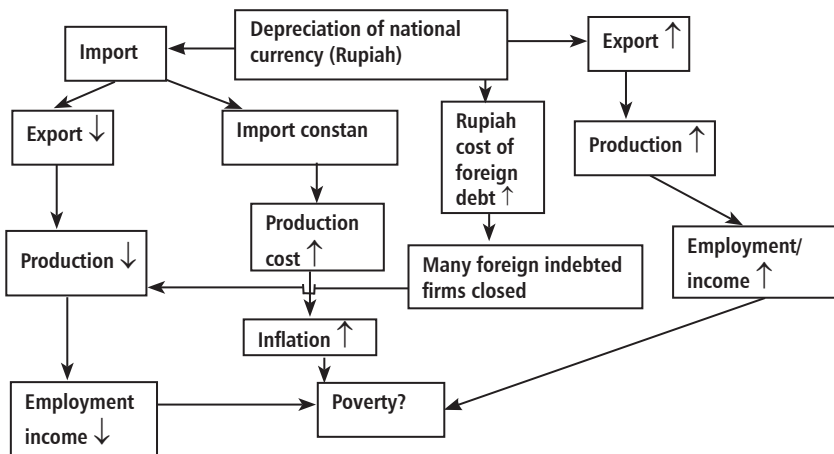 Depreciation of national
currency (Rupiah)
Import
Export ↑
Export ↓
Import constan
Rupiah
cost of
foreign
debt ↑
Production ↑
Production
cost ↑
Production ↓
Many foreign indebted
firms closed
Employment/
income ↑
Inflation ↑
Employment
income ↓
Poverty?